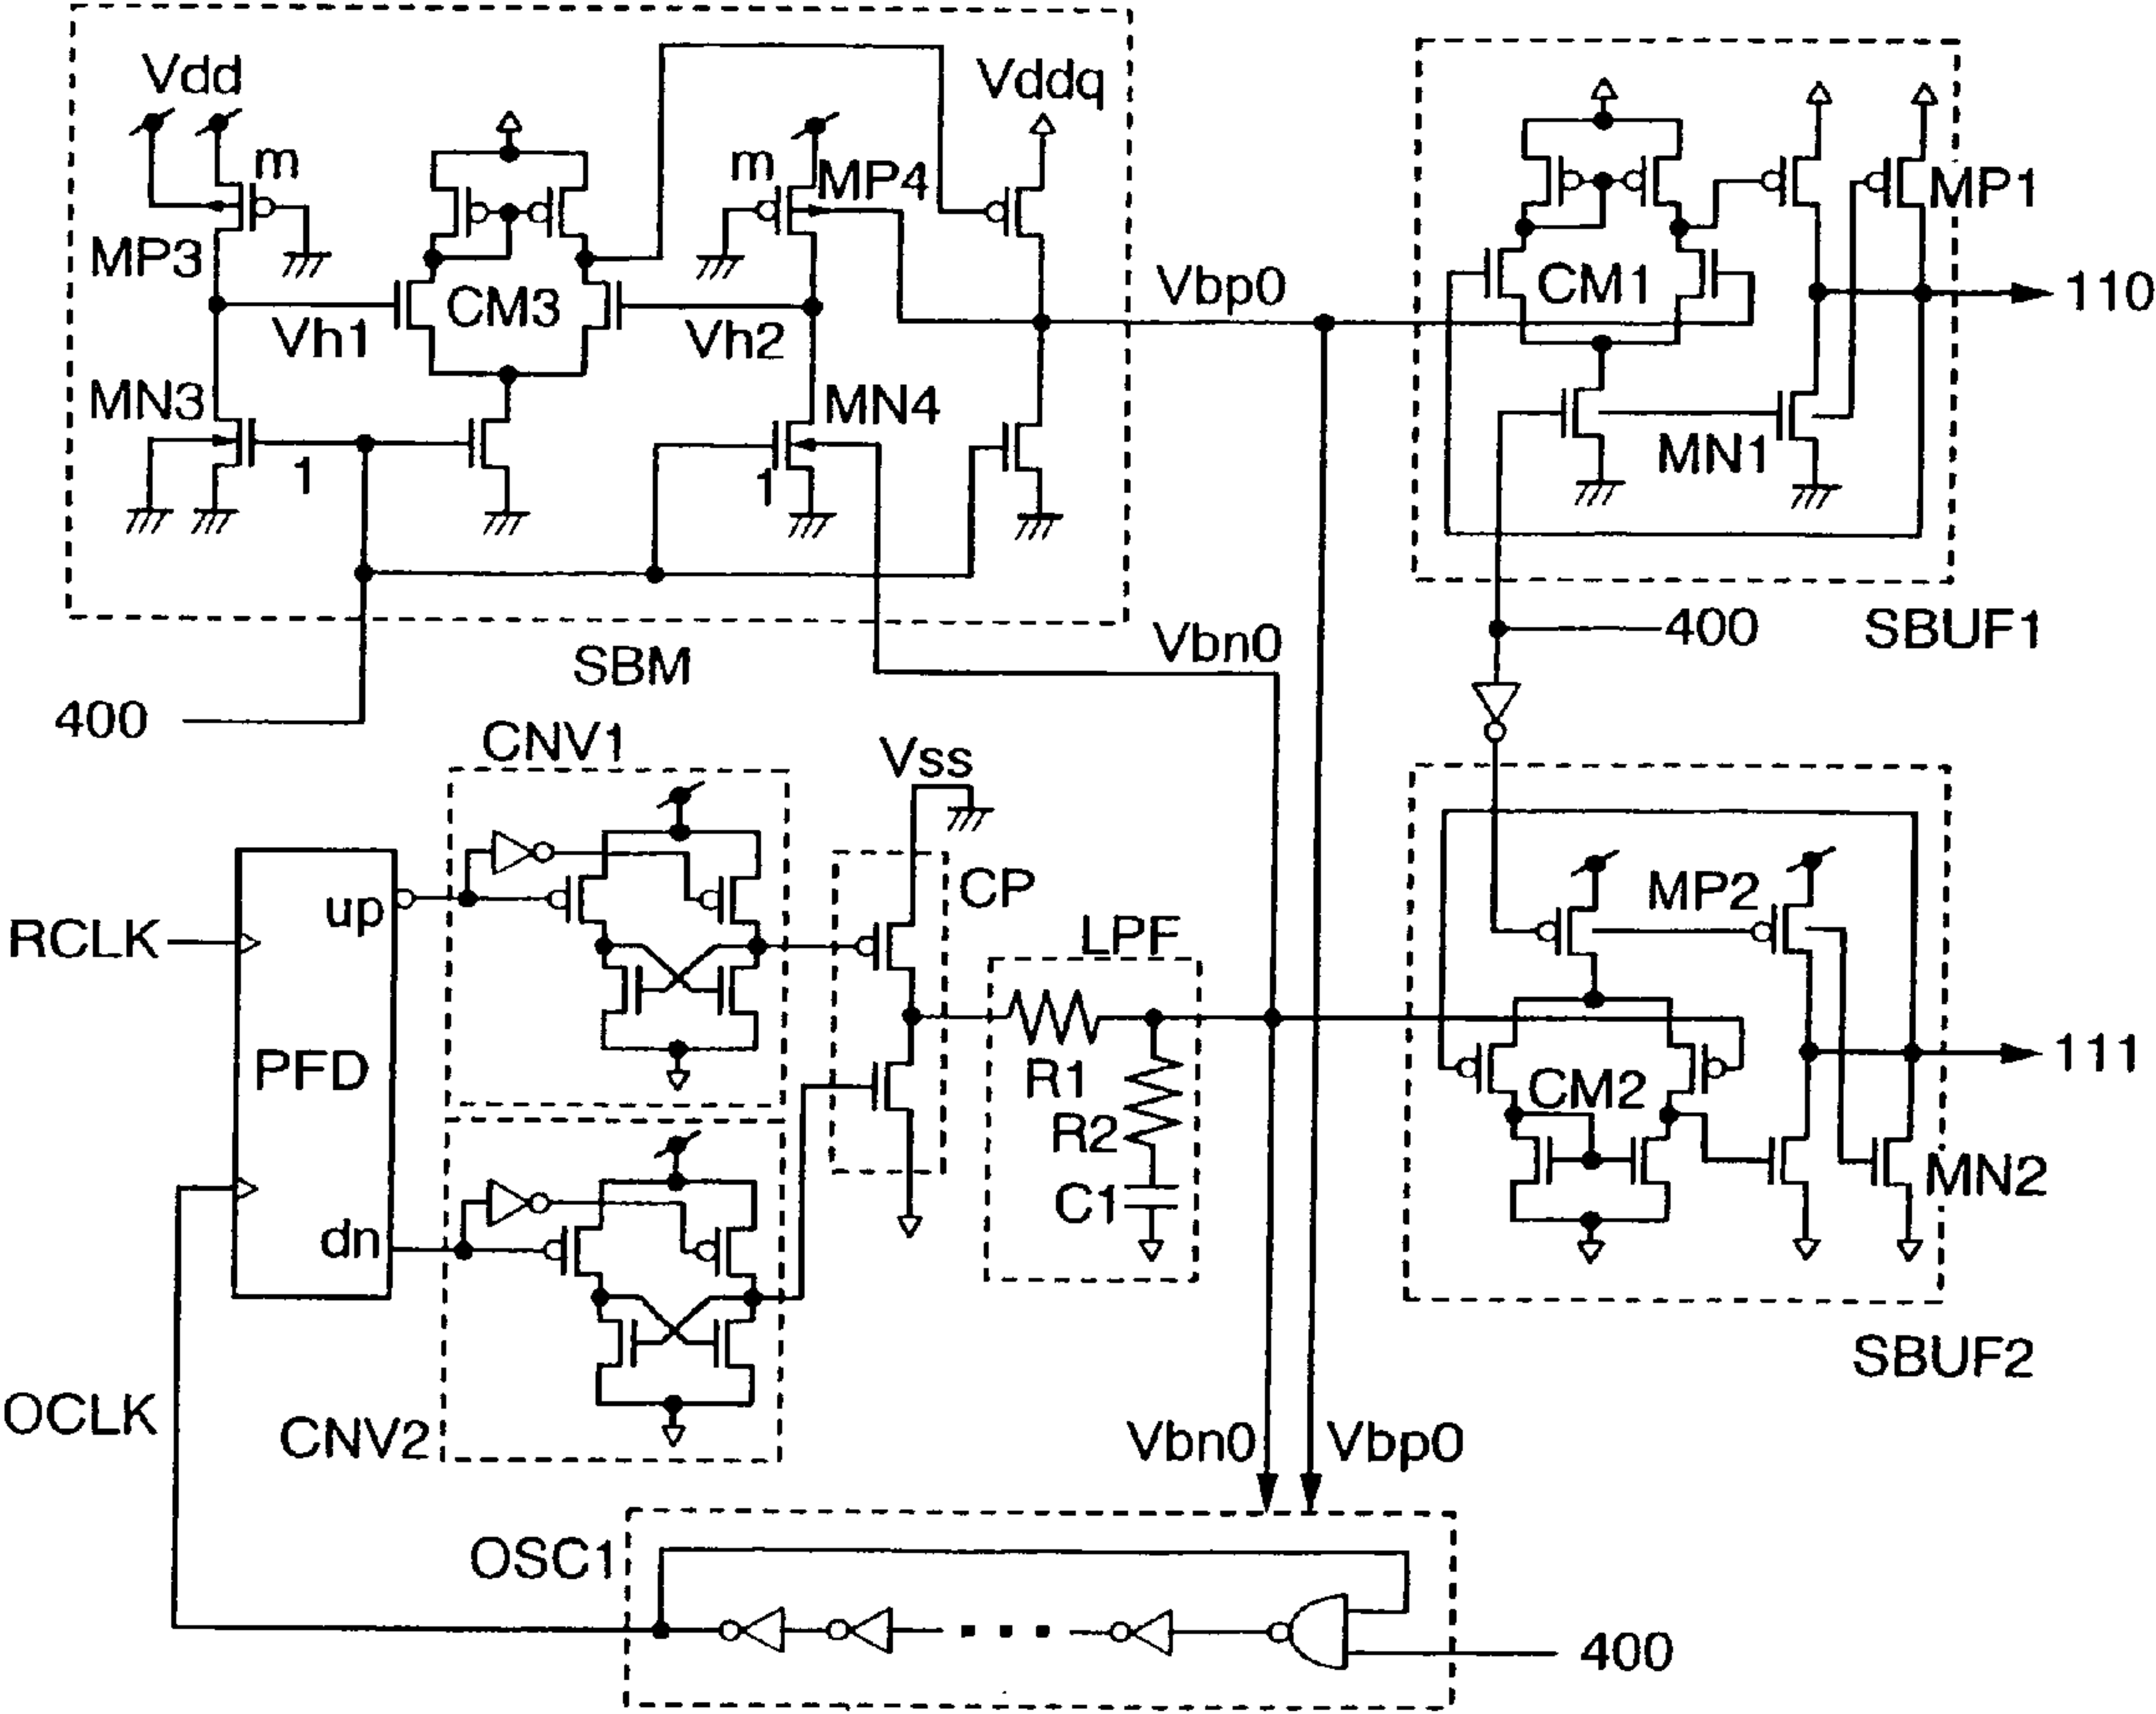 Vdd
m
MP3
Vh1
CM3
MN3
1
m
MP4
Vh2
MN4
1
Vddq
Vbp0
CM1
MP1
110
MN1
400
SBUF1
SBM
Vbn0
400
CNV1
Vss
CP
LPF
MP2
RCLK
up
PFD
dn
R1
R2
C1
CM2
111
MN2
SBUF2
OCLK
CNV2
Vbn0
Vbp0
OSC1
400